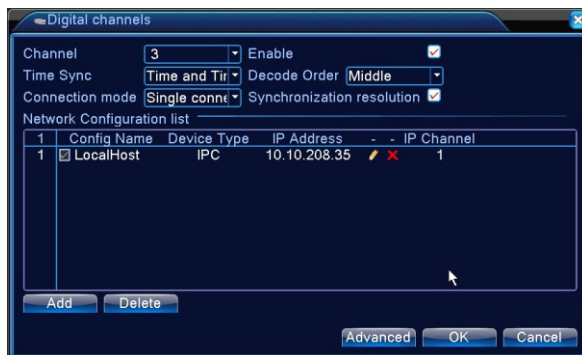 Digital channels
Channel 3 Enable
Time Sync Time and Tir Decode Order Middle
Connection mode Single conne Synchronization resolution
Network Configuration list
1 Config Name Device Type IP Address - - IP Channel
1 LocalHost IPC 10.10.208.35 1
Add Delete
Advanced OK Cancel